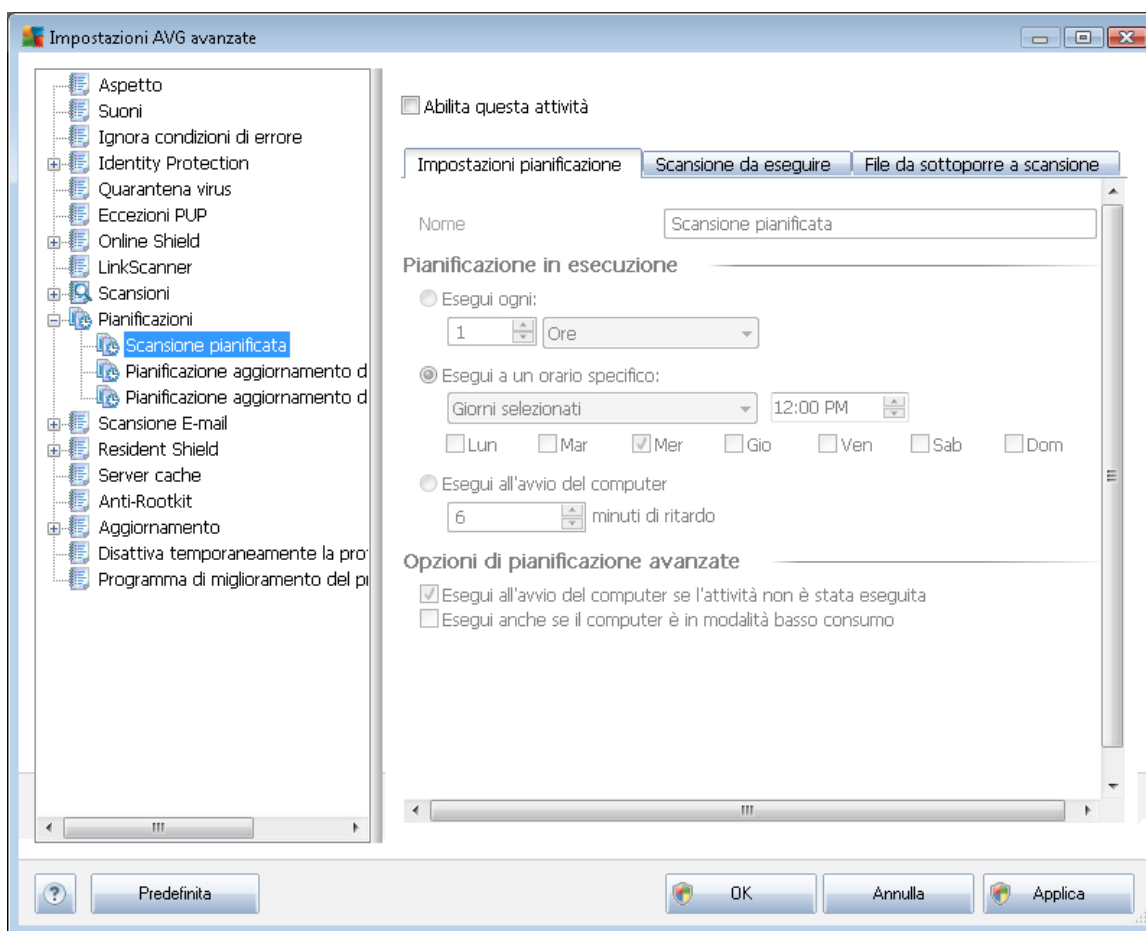 Impostazioni AVG avanzate
Aspetto
Suoni
Ignora condizioni di errore
Identity Protection
Quarantena virus
Eccezioni PUP
Online Shield
LinkScanner
Scansioni
Pianificazioni
Scansione pianificata
Pianificazione aggiornamento d
Pianificazione aggiornamento d
Scansione E-mail
Resident Shield
Server cache
Anti-Rootkit
Aggiornamento
Disattiva temporaneamente la pro
Programma di miglioramento del p
Abilita questa attività
Impostazioni pianificazione Scansione da eseguire File da sottoporre a scansione
Nome Scansione pianificata
Pianificazione in esecuzione
Esegui ogni:
1 Ore
Esegui a un orario specifico:
Giorni selezionati 12:00 PM
Lun Mar Mer Gio Ven Sab Dom
Esegui all'avvio del computer
6 minuti di ritardo
Opzioni di pianificazione avanzate
Esegui all'avvio del computer se l'attività non è stata eseguita
Esegui anche se il computer è in modalità basso consumo
? Predefinita OK Annulla Applica